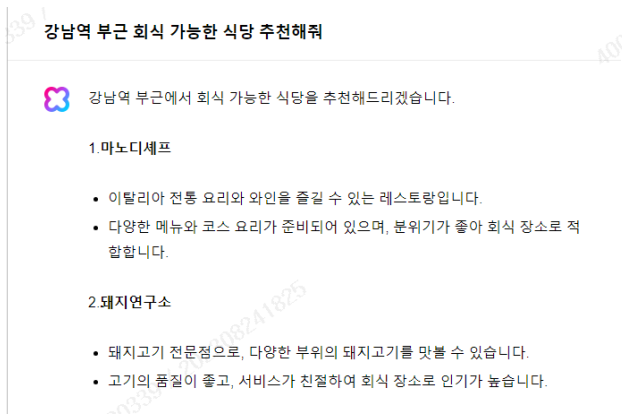 강남역 부근 회식 가능한 식당 추천해줘
강남역 부근에서 회식 가능한 식당을 추천해드리겠습니다.
1.마노디셰프
• 이탈리아 전통 요리와 와인을 즐길 수 있는 레스토랑입니다.
• 다양한 메뉴와 코스 요리가 준비되어 있으며, 분위기가 좋아 회식 장소로 적
합합니다.
2.돼지연구소
• 돼지고기 전문점으로, 다양한 부위의 돼지고기를 맛볼 수 있습니다.
• 고기의 품질이 좋고, 서비스가 친절하여 회식 장소로 인기가 높습니다.